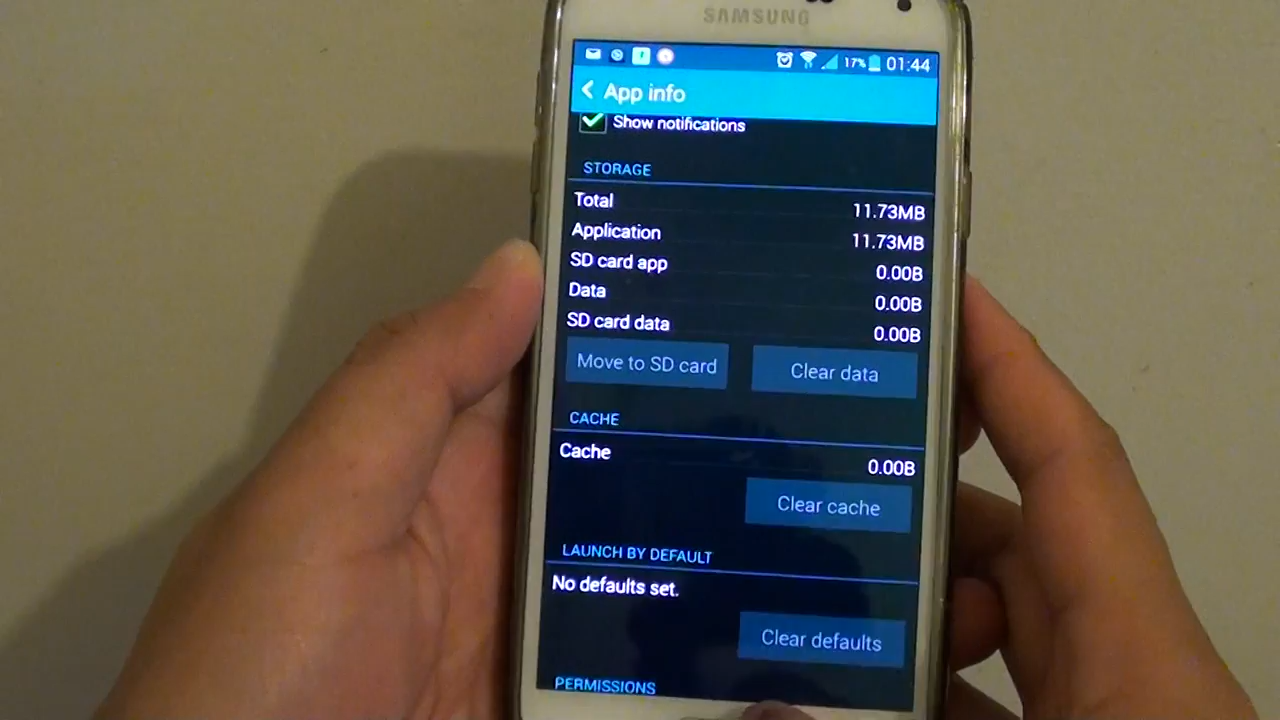 SAMSUNG
17% 01:44
App info
Show notifications
STORAGE
Total 11.73MB
Application 11.73MB
SD card app 0.00B
Data 0.00B
SD card data 0.00B
Move to SD card Clear data
CACHE
Cache 0.00B
Clear cache
LAUNCH BY DEFAULT
No defaults set.
Clear defaults
PERMISSIONS